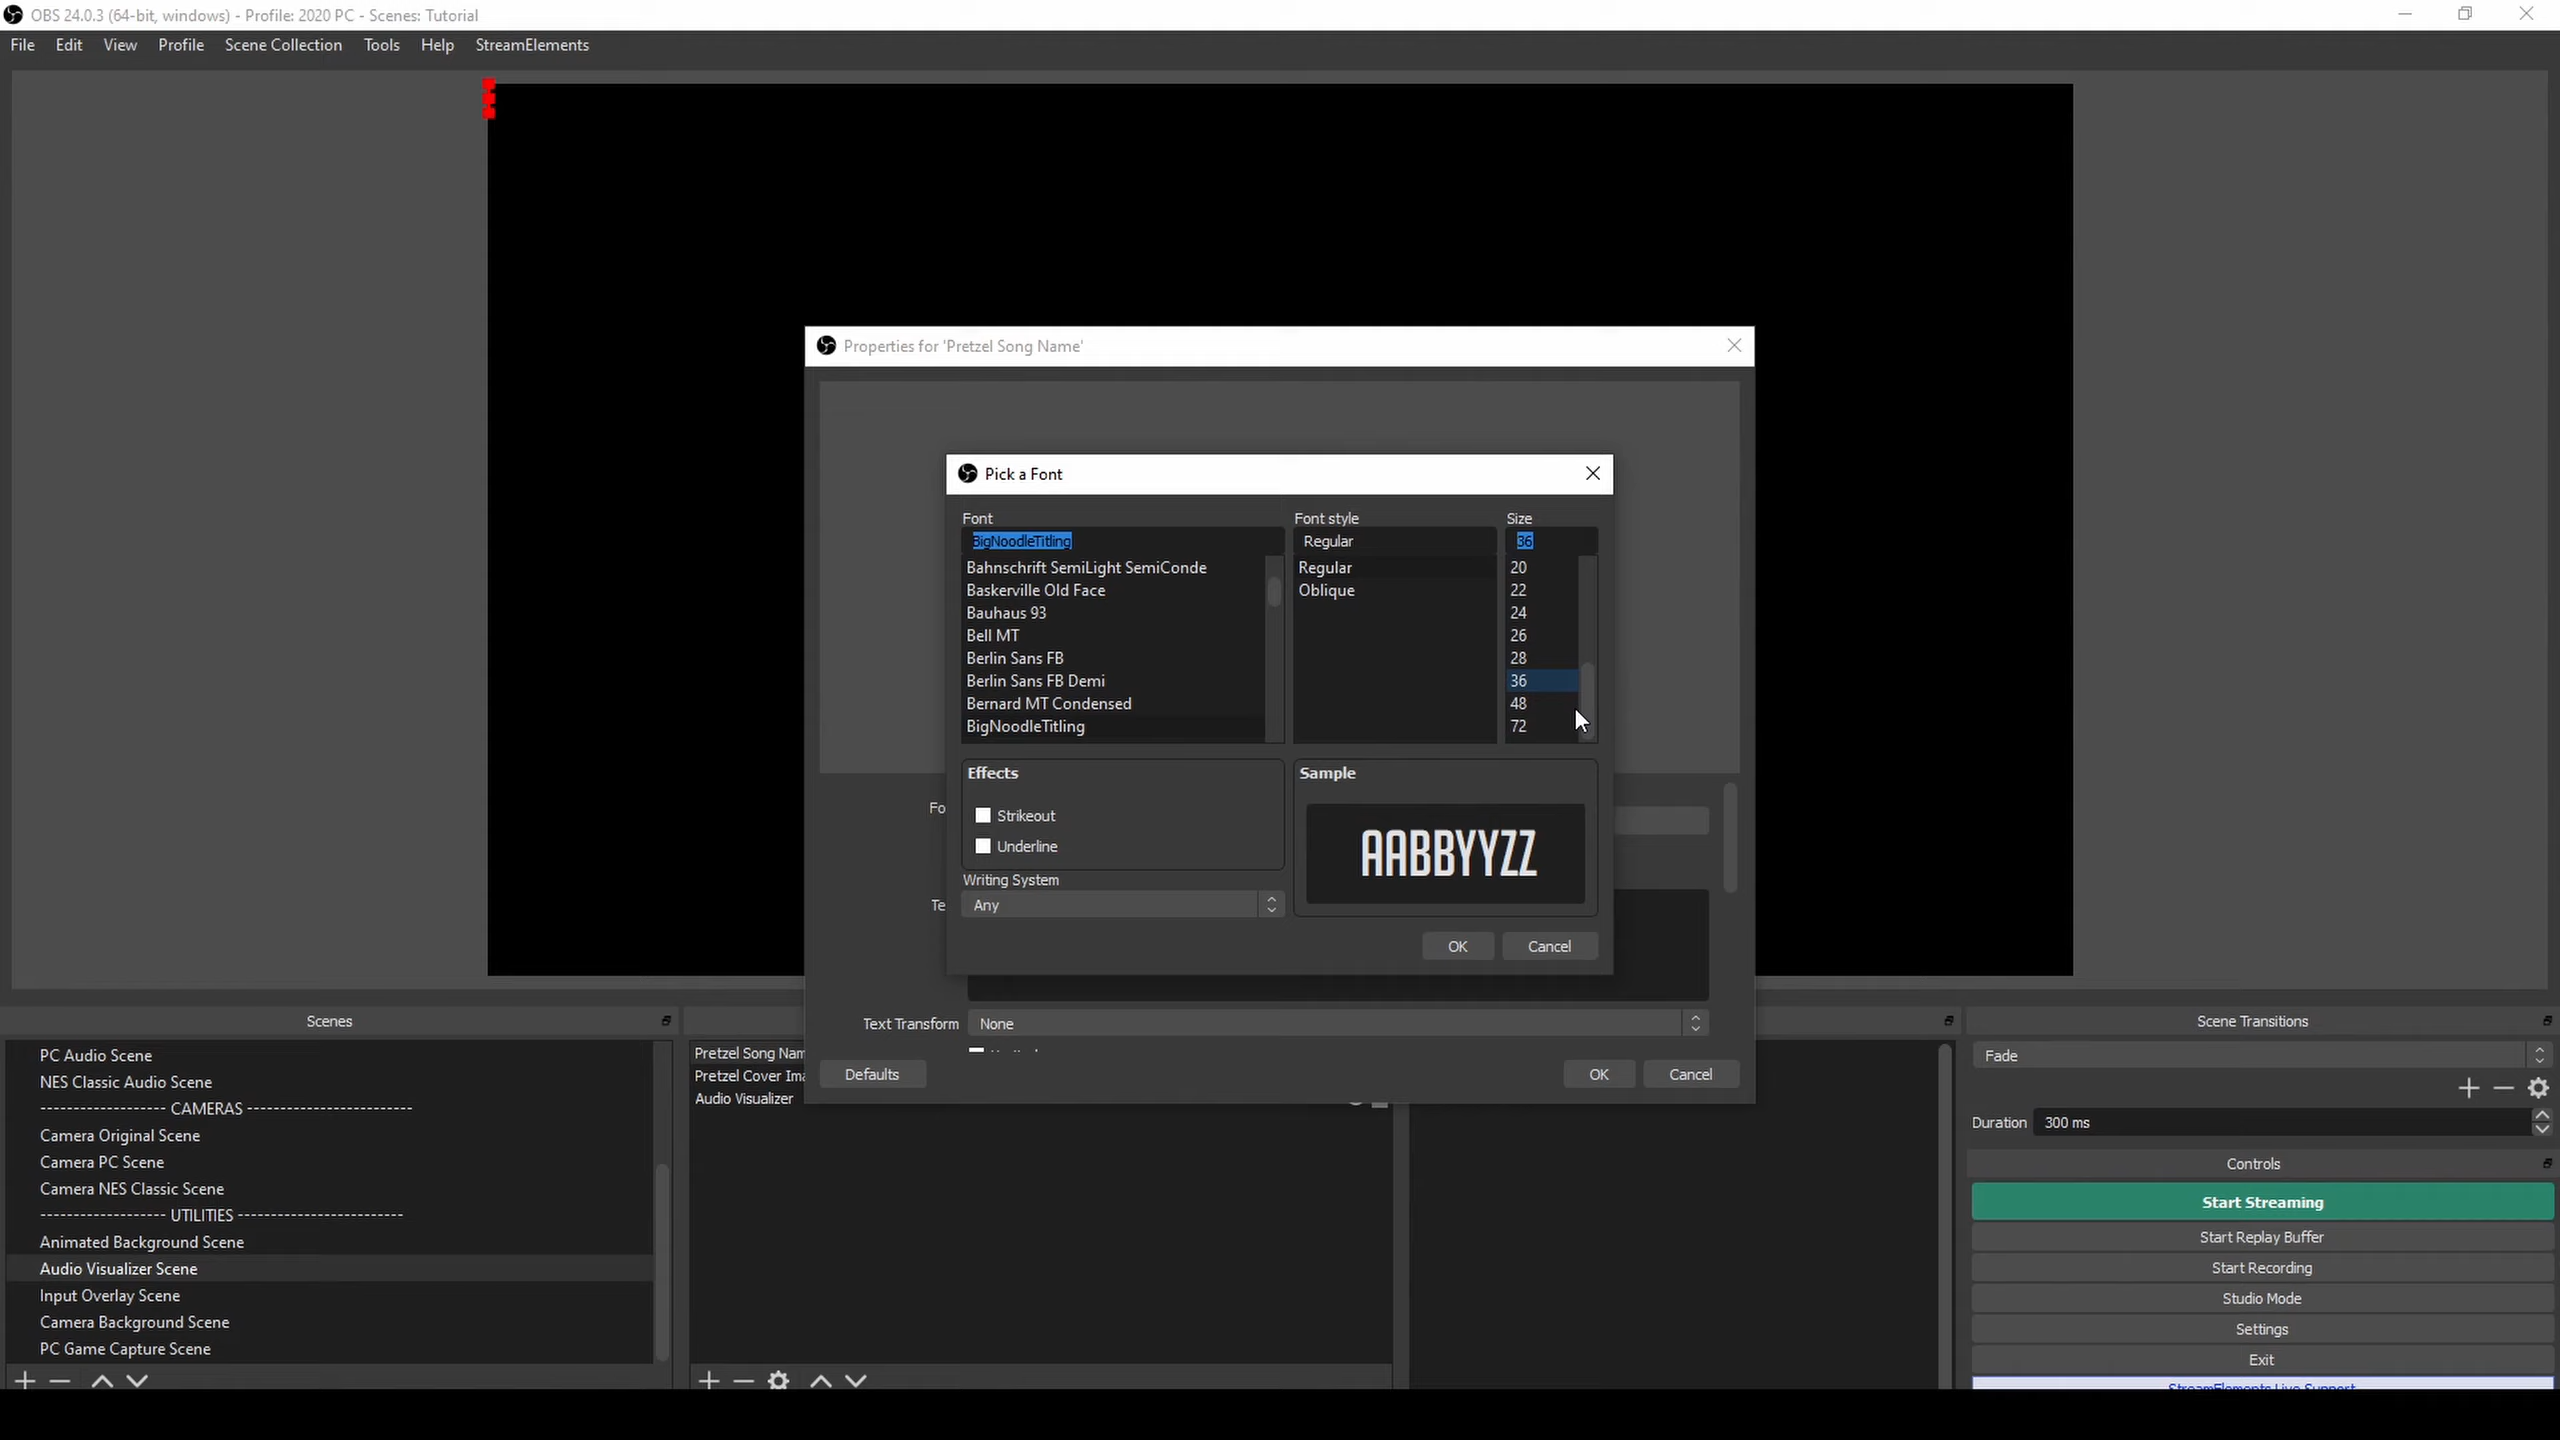 OBS 24.0.3 (64-bit, windows) - Profile: 2020 PC - Scenes: Tutorial
File Edit View Profile Scene Collection Tools Help StreamElements
Properties for 'Pretzel Song Name'
Pick a Font
Font Font style Size
BigNoodleTitling Regular 36
Bahnschrift SemiLight SemiConde Regular 20
Baskerville Old Face Oblique 22
Bauhaus 93 24
Bell MT 26
Berlin Sans FB 28
Berlin Sans FB Demi 36
Bernard MT Condensed 48
BigNoodleTitling 72
Effects Sample
Fo
Strikeout
Underline
AABBYYZZ
Writing System
Te Any
OK Cancel
Text Transform None
Defaults OK Cancel
Scenes
PC Audio Scene
NES Classic Audio Scene
------------------ CAMERAS ------------------------
Camera Original Scene
Camera PC Scene
Camera NES Classic Scene
------------------ UTILITIES ------------------------
Animated Background Scene
Audio Visualizer Scene
Input Overlay Scene
Camera Background Scene
PC Game Capture Scene
Pretzel Song Nam
Pretzel Cover Ima
Audio Visualizer
Scene Transitions
Fade
Duration 300 ms
Controls
Start Streaming
Start Replay Buffer
Start Recording
Studio Mode
Settings
Exit
StreamElements Live Support